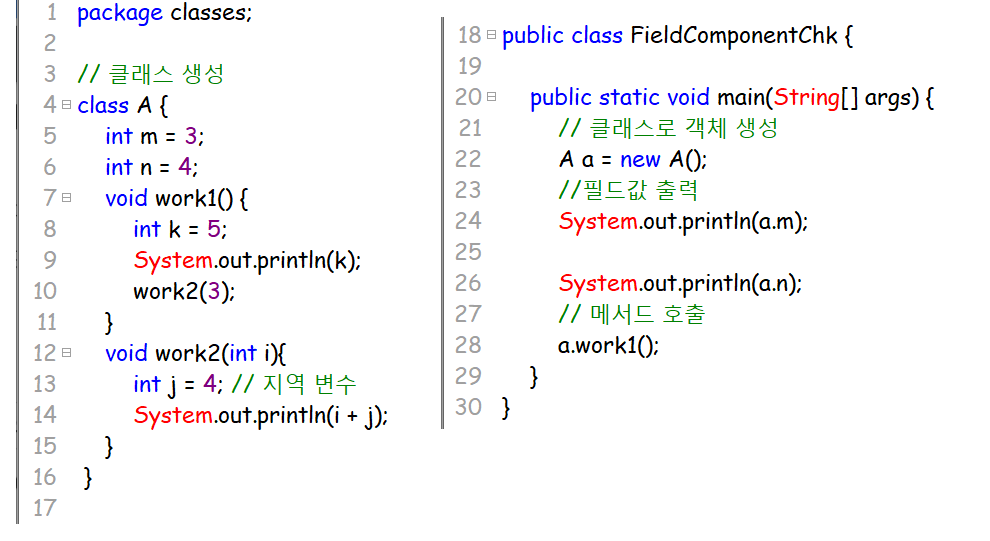 1 package classes;
2
3 // 클래스 생성
4 class A {
5 int m = 3;
6 int n = 4;
7 void work1() {
8 int k = 5;
9 System.out.println(k);
10 work2(3);
11 }
12 void work2(int i){
13 int j = 4; // 지역 변수
14 System.out.println(i + j);
15 }
16 }
17
18 public class FieldComponentChk {
19
20 public static void main(String[] args) {
21 // 클래스로 객체 생성
22 A a = new A();
23 //필드값 출력
24 System.out.println(a.m);
25
26 System.out.println(a.n);
27 // 메서드 호출
28 a.work1();
29 }
30 }